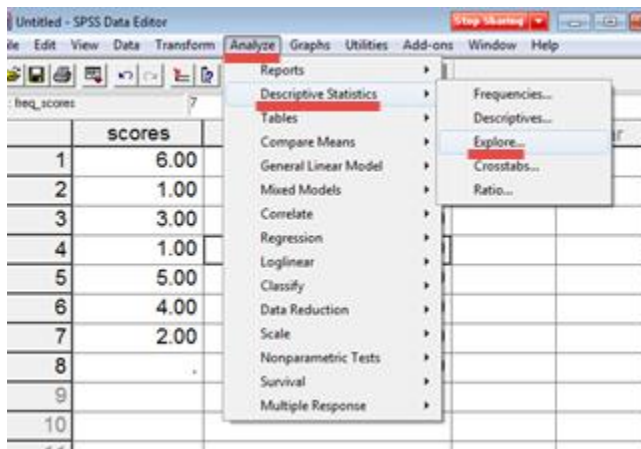 Untitled - SPSS Data Editor
Stop Sharing
Edit View Data Transform Analyze Graphs Utilities Add-ons Window Help
Reports
: freq_scores 7
Descriptive Statistics
Frequencies...
Tables
Descriptives...
scores
Compare Means
Explore...
1 6.00
General Linear Model
Crosstabs...
2 1.00
Mixed Models
Ratio...
3 3.00
Correlate
4 1.00
Regression
Loglinear
5 5.00
Classify
6 4.00
Data Reduction
7 2.00
Scale
8 .
Nonparametric Tests
9
Survival
10
Multiple Response